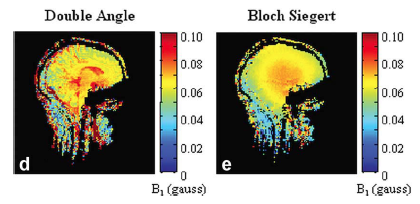 Double Angle
Bloch Siegert
0.10
0.08
0.06
0.04
0.02
0
d
B₁ (gauss)
0.10
0.08
0.06
0.04
0.02
0
e
B₁ (gauss)